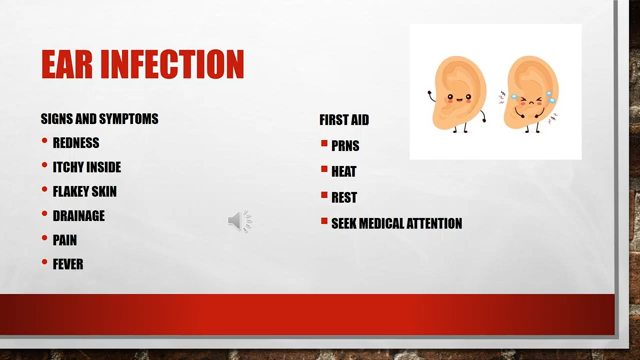 EAR INFECTION
SIGNS AND SYMPTOMS
REDNESS
ITCHY INSIDE
FLAKEY SKIN
DRAINAGE
PAIN
FEVER
FIRST AID
PRNS
HEAT
REST
SEEK MEDICAL ATTENTION